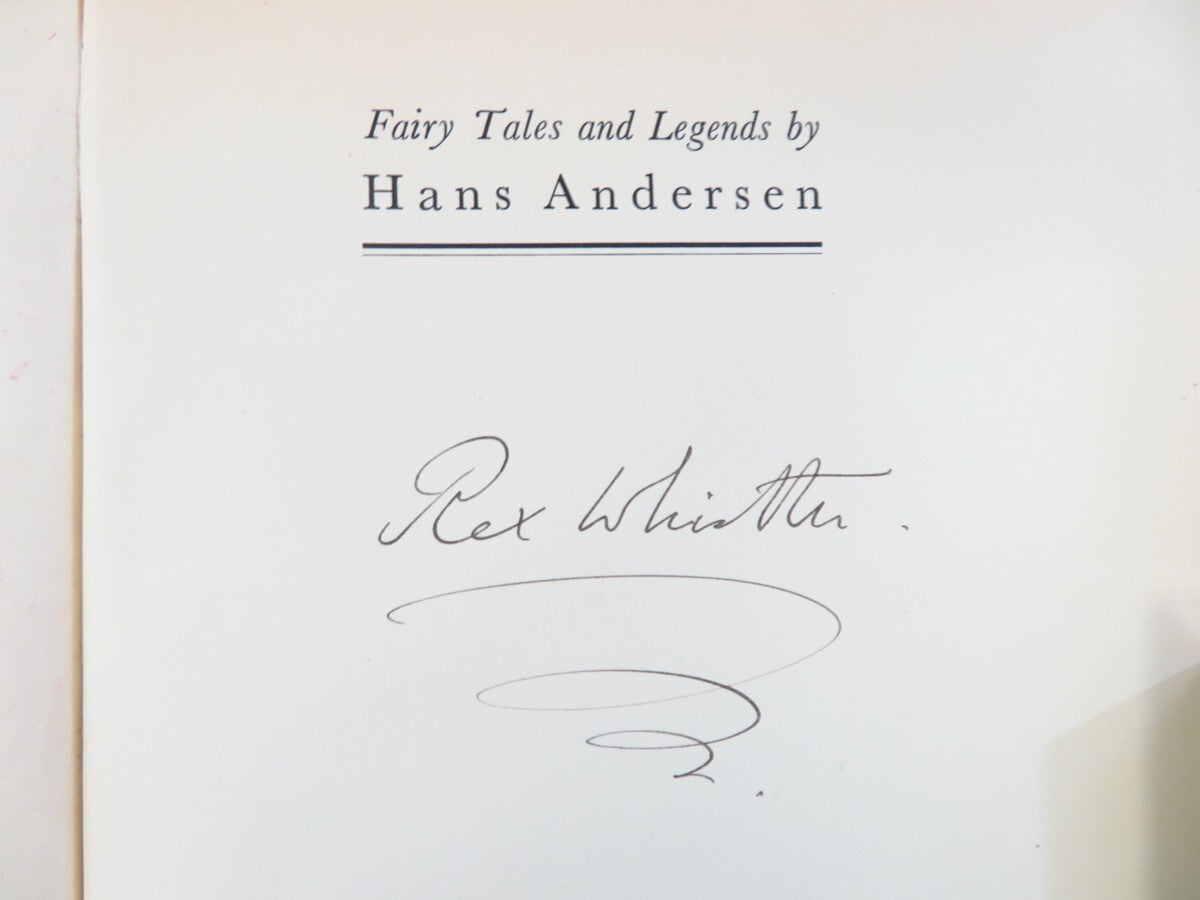 Fairy Tales and Legends by
Hans Andersen
Rex Whistler.